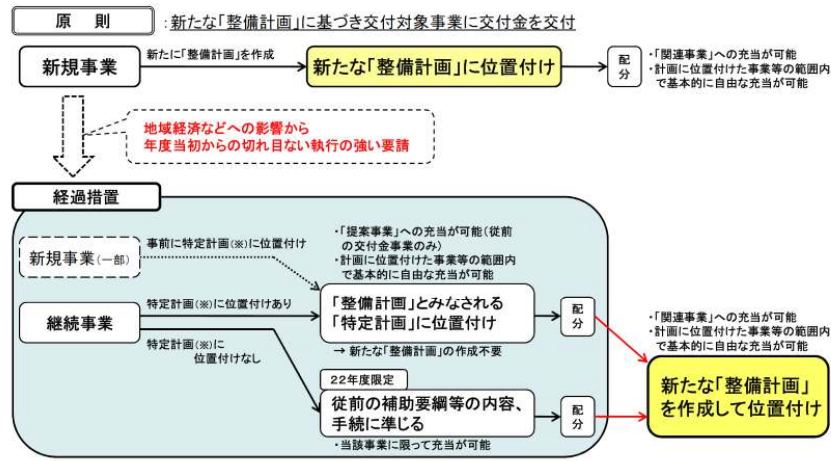 原　則
：新たな「整備計画」に基づき交付対象事業に交付金を交付
新規事業
新たに「整備計画」を作成
新たな「整備計画」に位置付け
配分
・「関連事業」への充当が可能
・計画に位置付けた事業等の範囲内
で基本的に自由な充当が可能
地域経済などへの影響から
年度当初からの切れ目ない執行の強い要請
経過措置
新規事業(一部)
事前に特定計画(※)に位置付け
・「提案事業」への充当が可能(従前
の交付金事業のみ)
・計画に位置付けた事業等の範囲内
で基本的に自由な充当が可能
継続事業
特定計画(※)に位置付けあり
特定計画(※)に
位置付けなし
「整備計画」とみなされる
「特定計画」に位置付け
配分
→ 新たな「整備計画」の作成不要
22年度限定
従前の補助要綱等の内容、
手続に準じる
配分
・当該事業に限って充当が可能
・「関連事業」への充当が可能
・計画に位置付けた事業等の範囲内
で基本的に自由な充当が可能
新たな「整備計画」
を作成して位置付け